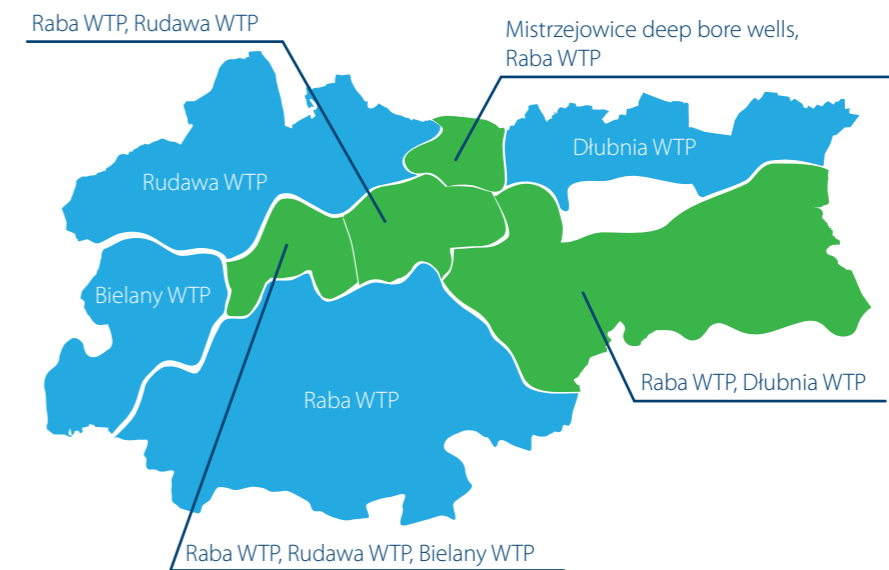 Raba WTP, Rudawa WTP
Mistrzejowice deep bore wells,
Raba WTP
Dłubnia WTP
Rudawa WTP
Bielany WTP
Raba WTP
Raba WTP, Dłubnia WTP
Raba WTP, Rudawa WTP, Bielany WTP